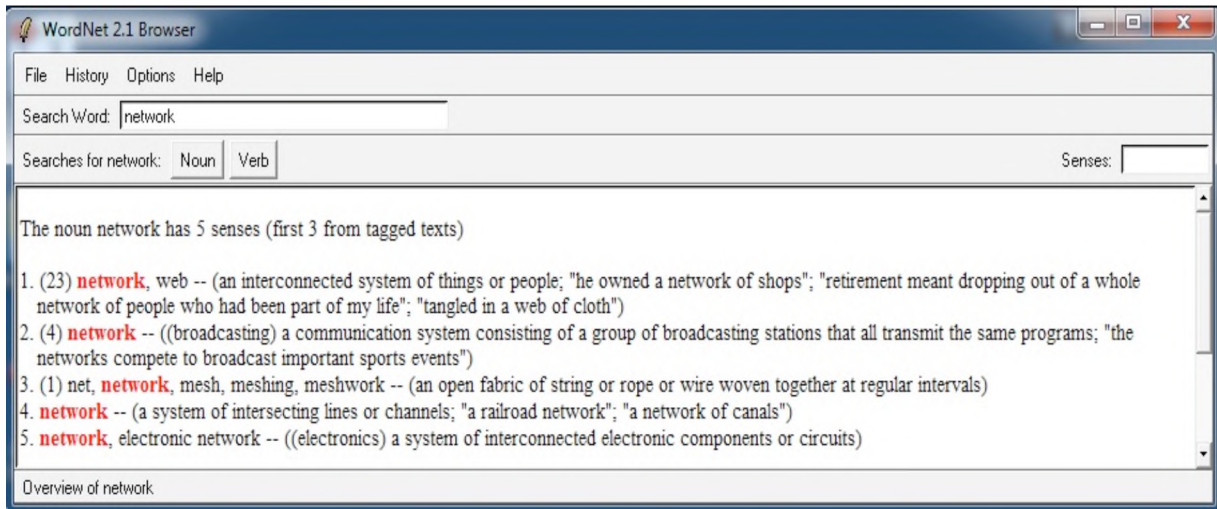 WordNet 2.1 Browser
File History Options Help
Search Word: network
Searches for network: Noun Verb Senses:
The noun network has 5 senses (first 3 from tagged texts)
1. (23) network, web -- (an interconnected system of things or people; "he owned a network of shops"; "retirement meant dropping out of a whole
network of people who had been part of my life"; "tangled in a web of cloth")
2. (4) network -- ((broadcasting) a communication system consisting of a group of broadcasting stations that all transmit the same programs; "the
networks compete to broadcast important sports events")
3. (1) net, network, mesh, meshing, meshwork -- (an open fabric of string or rope or wire woven together at regular intervals)
4. network -- (a system of intersecting lines or channels; "a railroad network"; "a network of canals")
5. network, electronic network -- ((electronics) a system of interconnected electronic components or circuits)
Overview of network